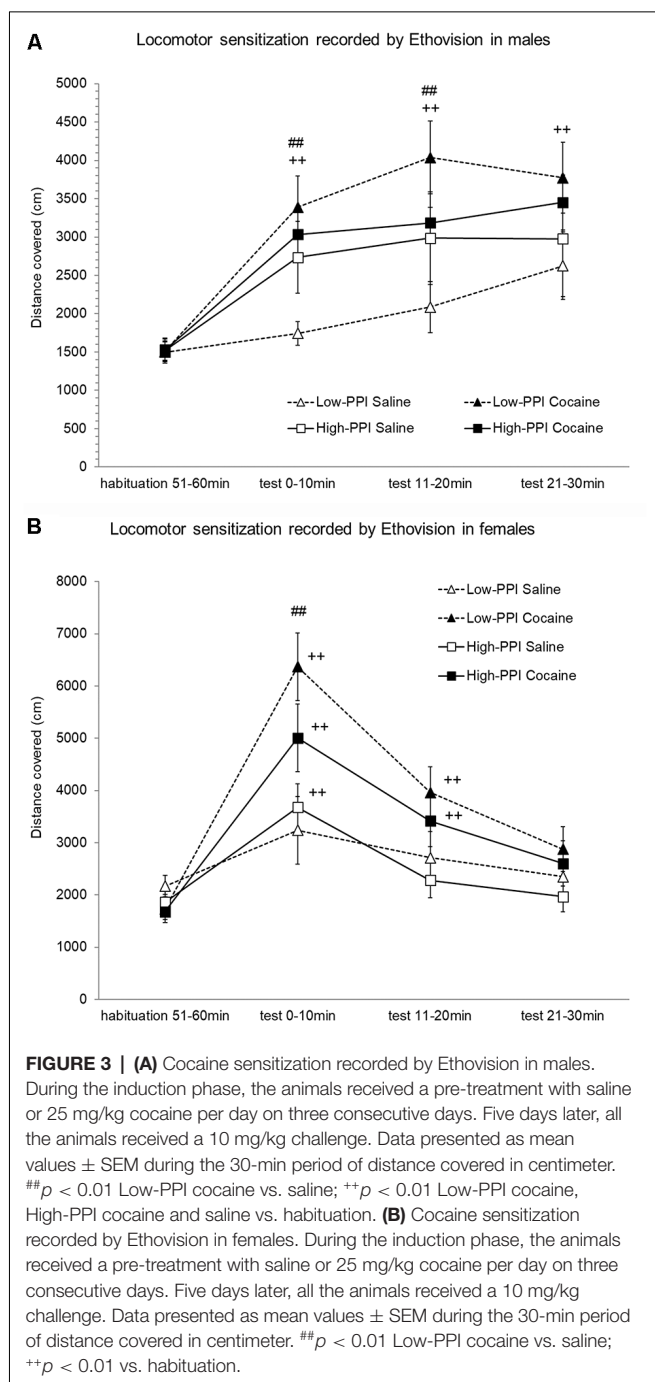 A
Locomotor sensitization recorded by Ethovision in males
5000
4500
4000
3500
3000
2500
2000
1500
1000
500
0
Distance covered (cm)
##
++
##
++
++
Low-PPI Saline
Low-PPI Cocaine
High-PPI Saline
High-PPI Cocaine
habituation 51-60min
test 0-10min
test 11-20min
test 21-30min
B
Locomotor sensitization recorded by Ethovision in females
8000
7000
6000
5000
4000
3000
2000
1000
0
Distance covered (cm)
##
++
++
++
++
++
Low-PPI Saline
Low-PPI Cocaine
High-PPI Saline
High-PPI Cocaine
habituation 51-60min
test 0-10min
test 11-20min
test 21-30min
FIGURE 3 | (A) Cocaine sensitization recorded by Ethovision in males.
During the induction phase, the animals received a pre-treatment with saline
or 25 mg/kg cocaine per day on three consecutive days. Five days later, all
the animals received a 10 mg/kg challenge. Data presented as mean
values ± SEM during the 30-min period of distance covered in centimeter.
##p < 0.01 Low-PPI cocaine vs. saline; ++p < 0.01 Low-PPI cocaine,
High-PPI cocaine and saline vs. habituation. (B) Cocaine sensitization
recorded by Ethovision in females. During the induction phase, the animals
received a pre-treatment with saline or 25 mg/kg cocaine per day on three
consecutive days. Five days later, all the animals received a 10 mg/kg
challenge. Data presented as mean values ± SEM during the 30-min period
of distance covered in centimeter. ##p < 0.01 Low-PPI cocaine vs. saline;
++p < 0.01 vs. habituation.